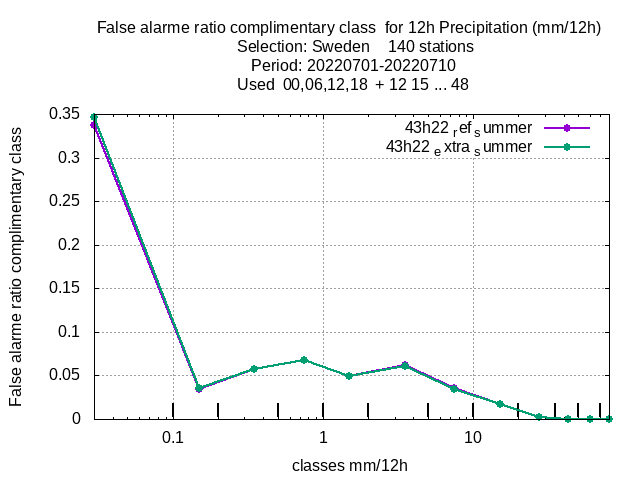 False alarme ratio complimentary class  for 12h Precipitation (mm/12h)
Selection: Sweden    140 stations
Period: 20220701-20220710
Used  00,06,12,18  + 12 15 ... 48
False alarme ratio complimentary class
0.35
0.3
0.25
0.2
0.15
0.1
0.05
0
43h22 ref summer
43h22 extra summer
0.1
1
10
classes mm/12h